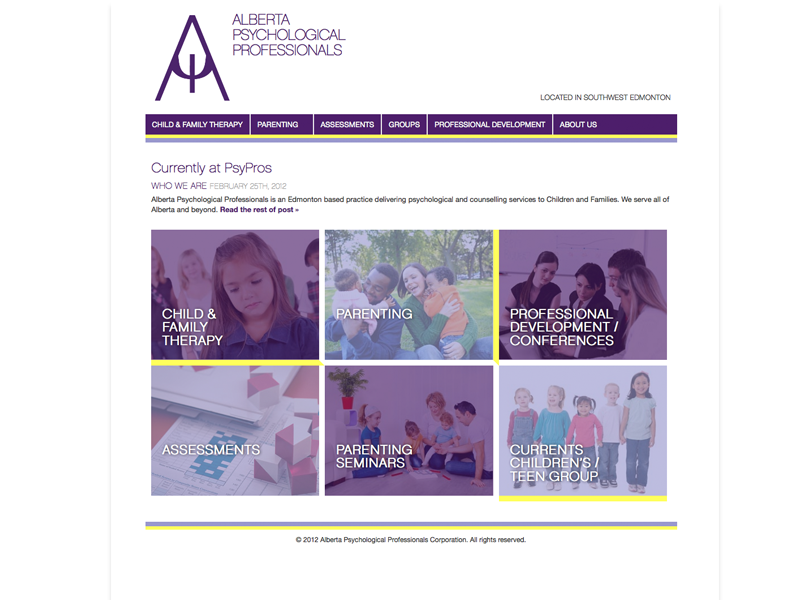 ALBERTA
PSYCHOLOGICAL
PROFESSIONALS
LOCATED IN SOUTHWEST EDMONTON
CHILD & FAMILY THERAPY PARENTING ASSESSMENTS GROUPS PROFESSIONAL DEVELOPMENT ABOUT US
Currently at PsyPros
WHO WE ARE FEBRUARY 25TH, 2012
Alberta Psychological Professionals is an Edmonton based practice delivering psychological and counselling services to Children and Families. We serve all of
Alberta and beyond. Read the rest of post »
CHILD &
FAMILY
THERAPY
PARENTING
PROFESSIONAL
DEVELOPMENT /
CONFERENCES
ASSESSMENTS
PARENTING
SEMINARS
CURRENTS
CHILDREN'S /
TEEN GROUP
© 2012 Alberta Psychological Professionals Corporation. All rights reserved.